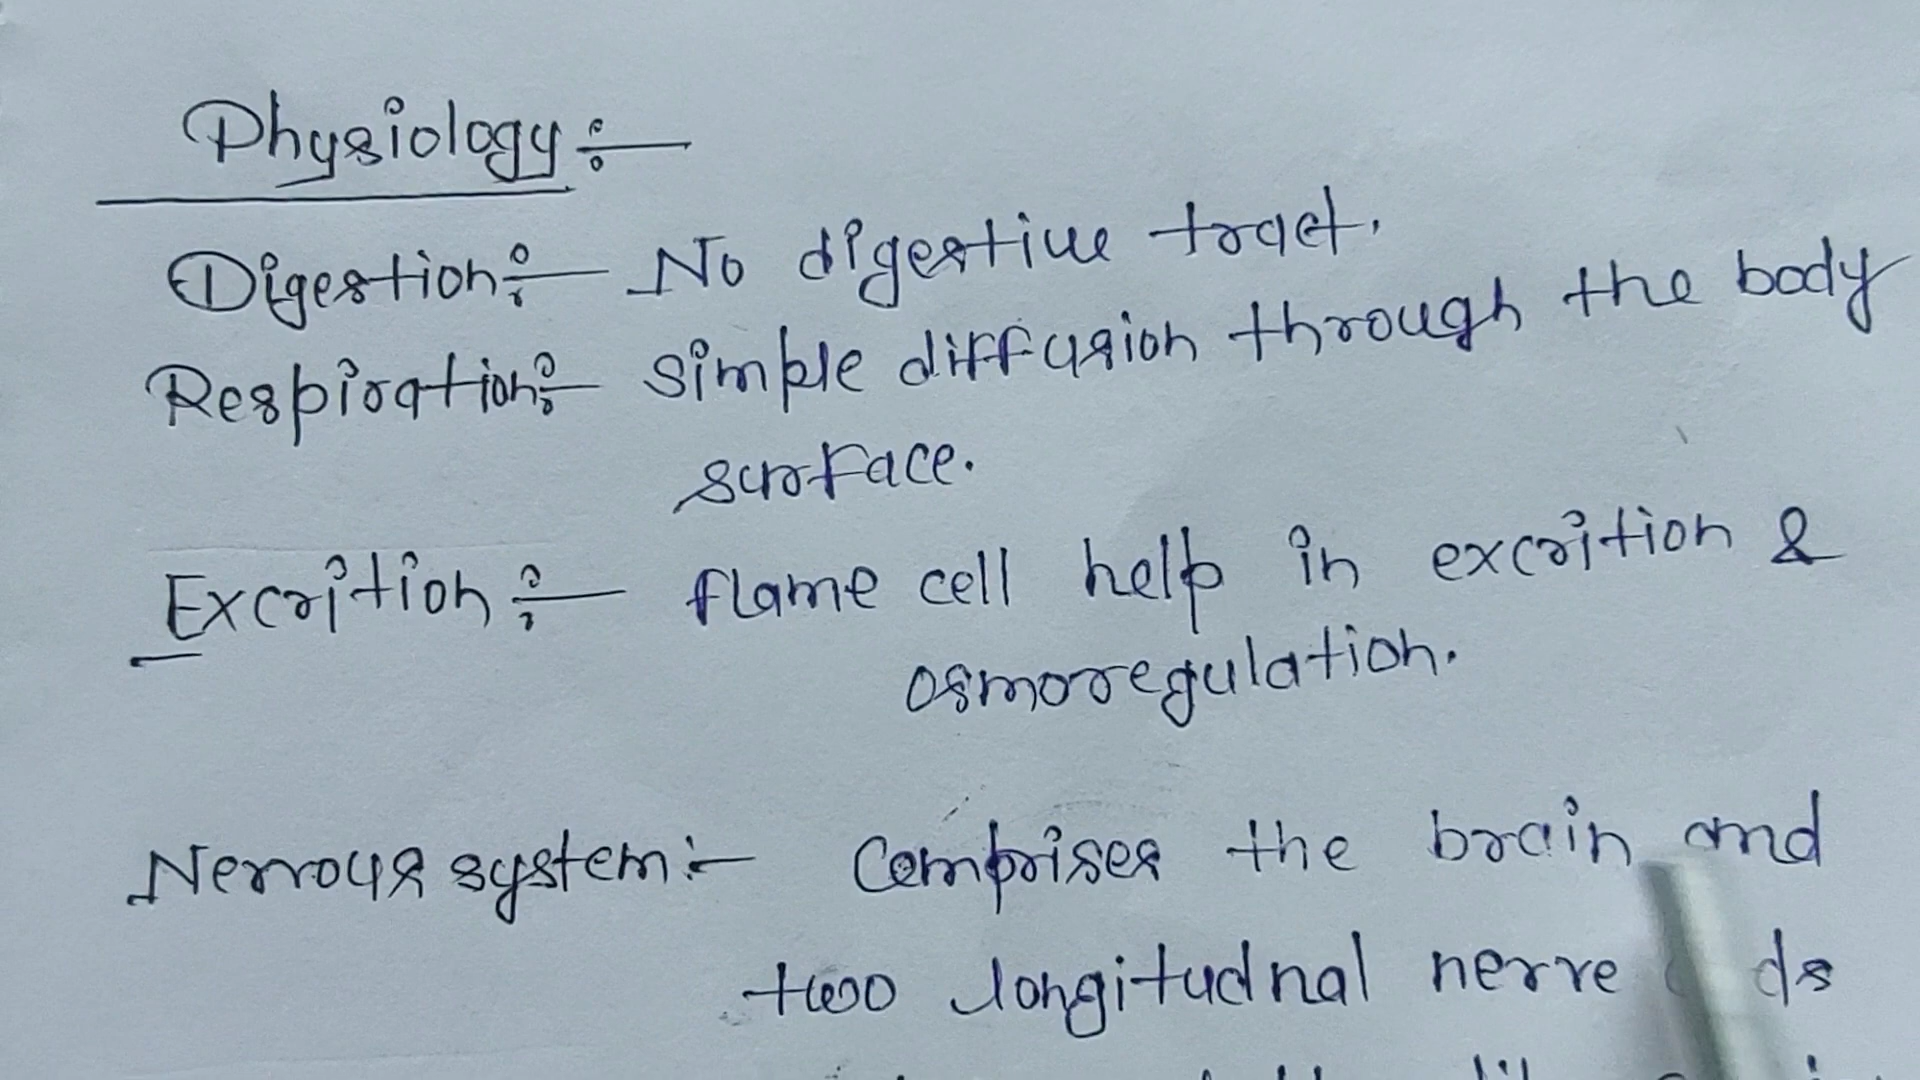 Physiology :—
Digestion :— No digestive tract.
Respiration :— Simple diffusion through the body
surface.
Excrition :— flame cell help in excrition &
osmoregulation.
Nervous system :— Comprises the brain and
two longitudnal nerve